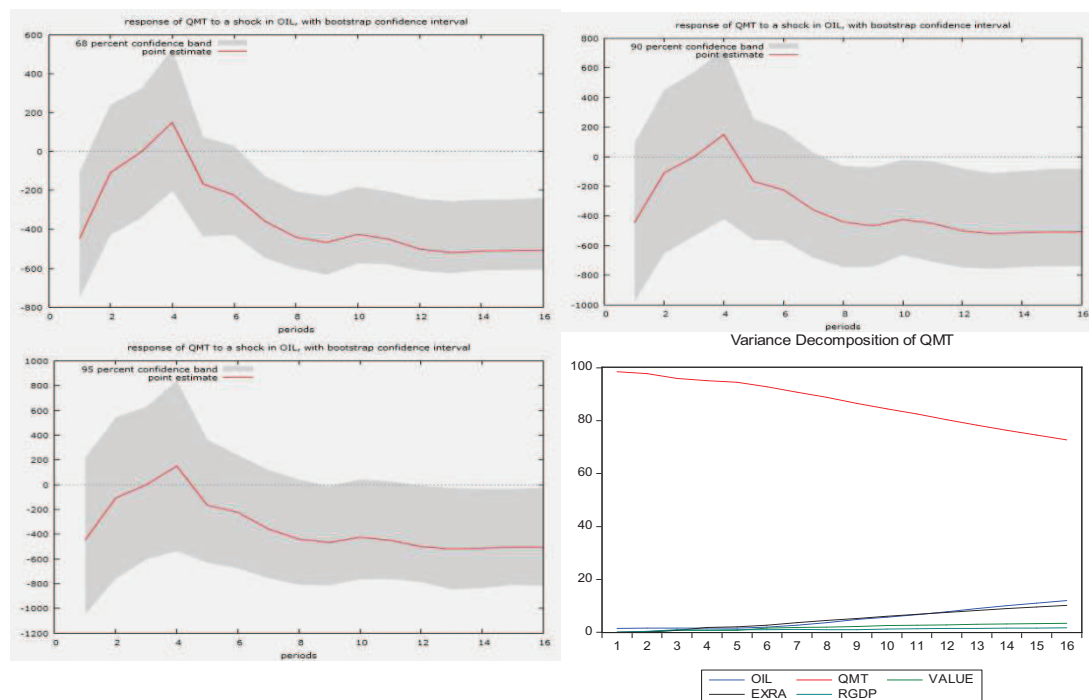 response of QMT to a shock in OIL, with bootstrap confidence interval
68 percent confidence band
point estimate
600
400
200
0
-200
-400
-600
-800
0 2 4 6 8 10 12 14 16
periods
response of QMT to a shock in OIL, with bootstrap confidence interval
90 percent confidence band
point estimate
800
600
400
200
0
-200
-400
-600
-800
-1000
0 2 4 6 8 10 12 14 16
periods
response of QMT to a shock in OIL, with bootstrap confidence interval
95 percent confidence band
point estimate
1000
800
600
400
200
0
-200
-400
-600
-800
-1000
-1200
0 2 4 6 8 10 12 14 16
periods
Variance Decomposition of QMT
100
80
60
40
20
0
1 2 3 4 5 6 7 8 9 10 11 12 13 14 15 16
OIL QMT VALUE
EXRA RGDP